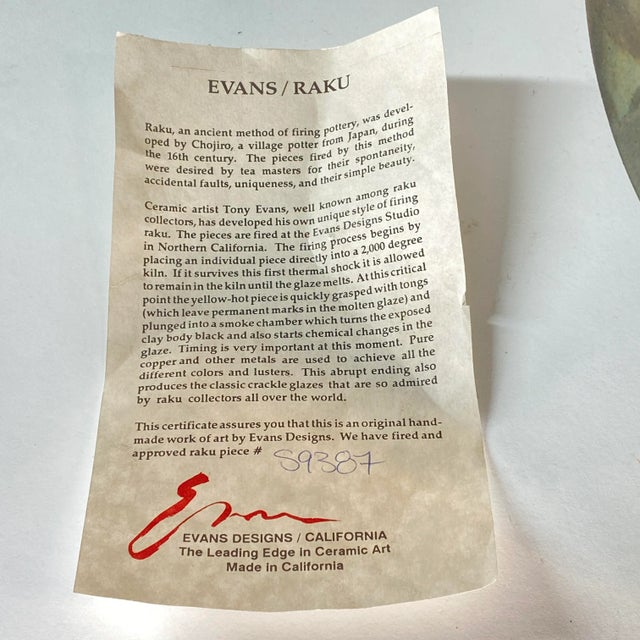 EVANS / RAKU
Raku, an ancient method of firing pottery, was devel-
oped by Chojiro, a village potter from Japan, during
the 16th century. The pieces fired by this method
were desired by tea masters for their spontaneity,
accidental faults, uniqueness, and their simple beauty.
Ceramic artist Tony Evans, well known among raku
collectors, has developed his own unique style of firing
raku. The pieces are fired at the Evans Designs Studio
in Northern California. The firing process begins by
placing an individual piece directly into a 2,000 degree
kiln. If it survives this first thermal shock it is allowed
to remain in the kiln until the glaze melts. At this critical
point the yellow-hot piece is quickly grasped with tongs
(which leave permanent marks in the molten glaze) and
plunged into a smoke chamber which turns the exposed
clay body black and also starts chemical changes in the
glaze. Timing is very important at this moment. Pure
copper and other metals are used to achieve all the
different colors and lusters. This abrupt ending also
produces the classic crackle glazes that are so admired
by raku collectors all over the world.
This certificate assures you that this is an original hand-
made work of art by Evans Designs. We have fired and
approved raku piece # S9387
Evans
EVANS DESIGNS / CALIFORNIA
The Leading Edge in Ceramic Art
Made in California